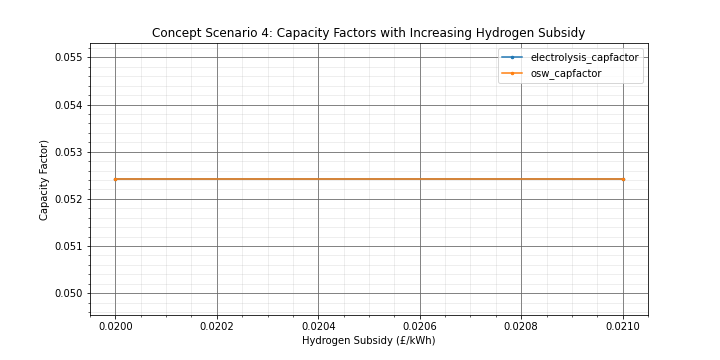 Concept Scenario 4: Capacity Factors with Increasing Hydrogen Subsidy
electrolysis_capfactor
osw_capfactor
Capacity Factor)
0.055
0.054
0.053
0.052
0.051
0.050
0.0200 0.0202 0.0204 0.0206 0.0208 0.0210
Hydrogen Subsidy (£/kWh)